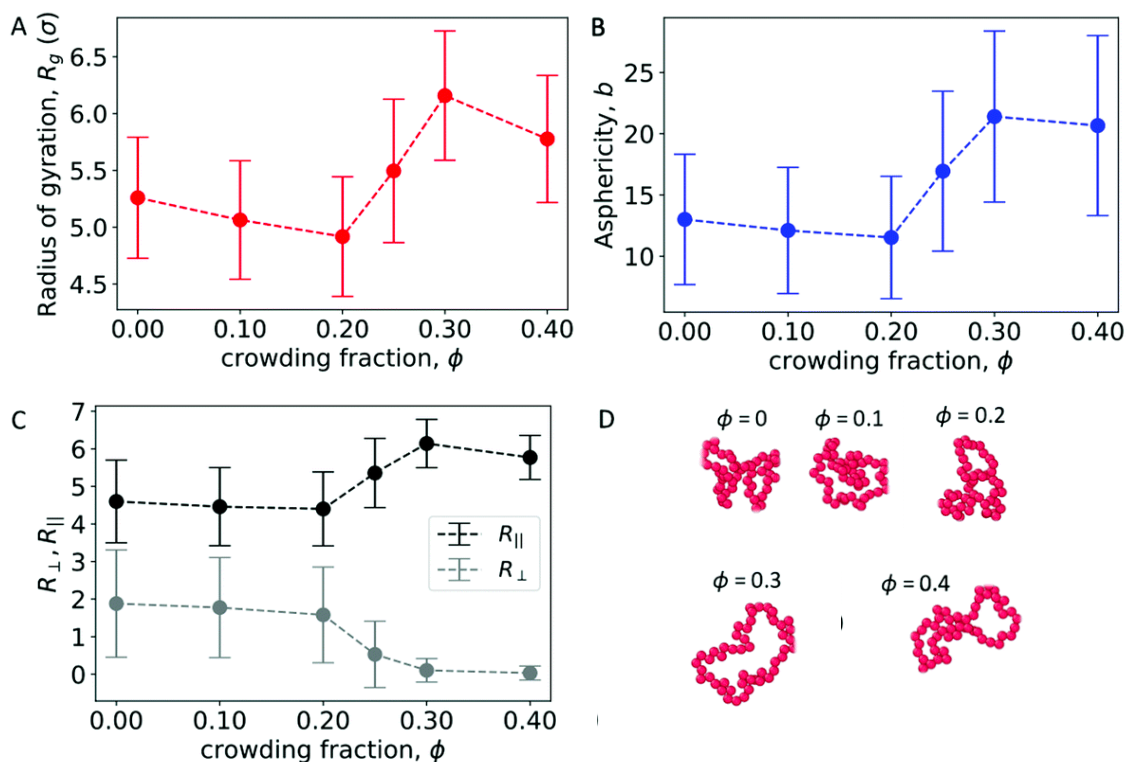 A
Radius of gyration, R_g (σ)
6.5
6.0
5.5
5.0
4.5
0.00 0.10 0.20 0.30 0.40
crowding fraction, ϕ
B
Asphericity, b
25
20
15
10
0.00 0.10 0.20 0.30 0.40
crowding fraction, ϕ
C
R⊥, R||
7
6
5
4
3
2
1
0
R||
R⊥
0.00 0.10 0.20 0.30 0.40
crowding fraction, ϕ
D
ϕ = 0
ϕ = 0.1
ϕ = 0.2
ϕ = 0.3
ϕ = 0.4